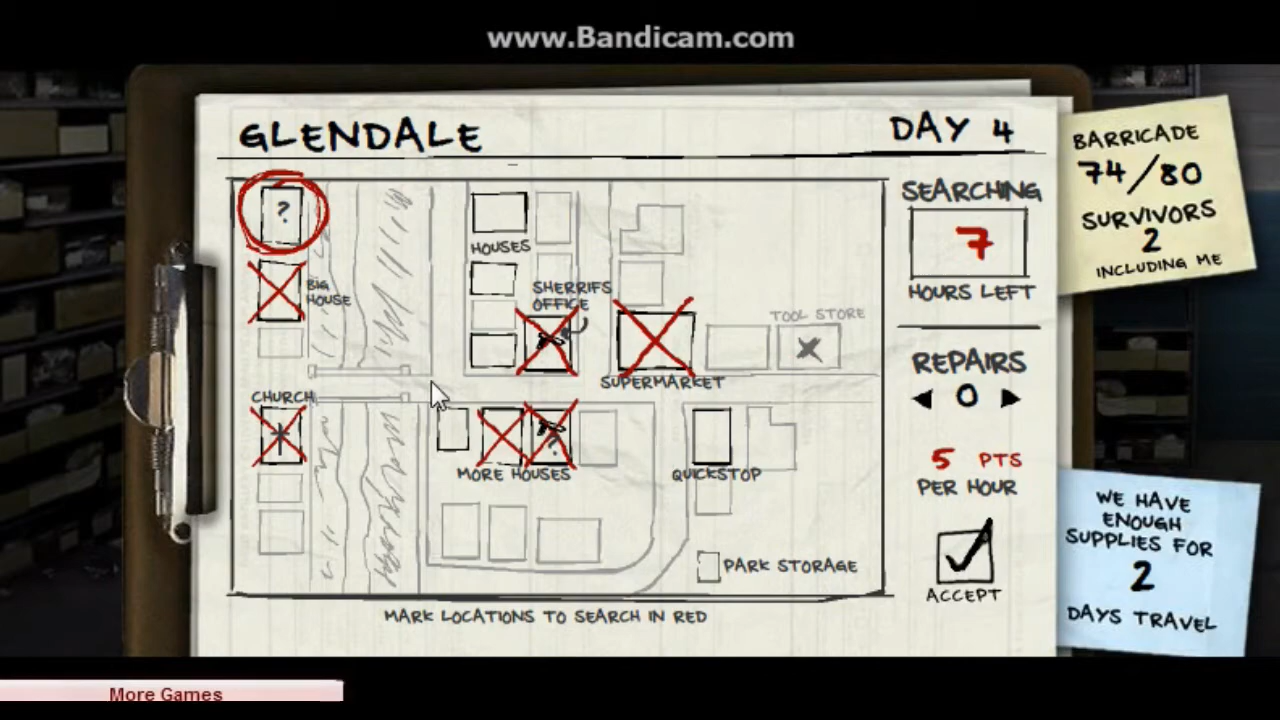 www.Bandicam.com
GLENDALE
DAY 4
?
BIG
HOUSE
CHURCH
HOUSES
SHERRIFS
OFFICE
SUPERMARKET
TOOL STORE
?
MORE HOUSES
QUICKSTOP
PARK STORAGE
MARK LOCATIONS TO SEARCH IN RED
SEARCHING
7
HOURS LEFT
REPAIRS
0
5 PTS
PER HOUR
ACCEPT
BARRICADE
74/80
SURVIVORS
2
INCLUDING ME
WE HAVE
ENOUGH
SUPPLIES FOR
2
DAYS TRAVEL
More Games